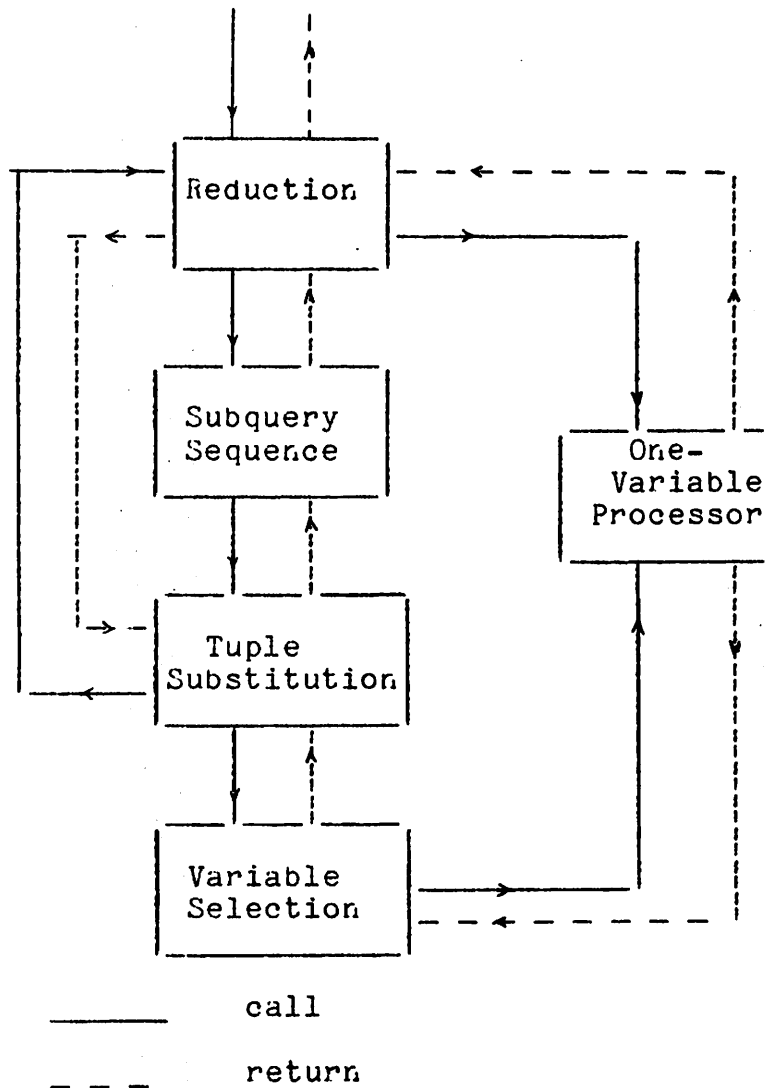 Reduction
Subquery
Sequence
One-
Variable
Processor
Tuple
Substitution
Variable
Selection
call
return